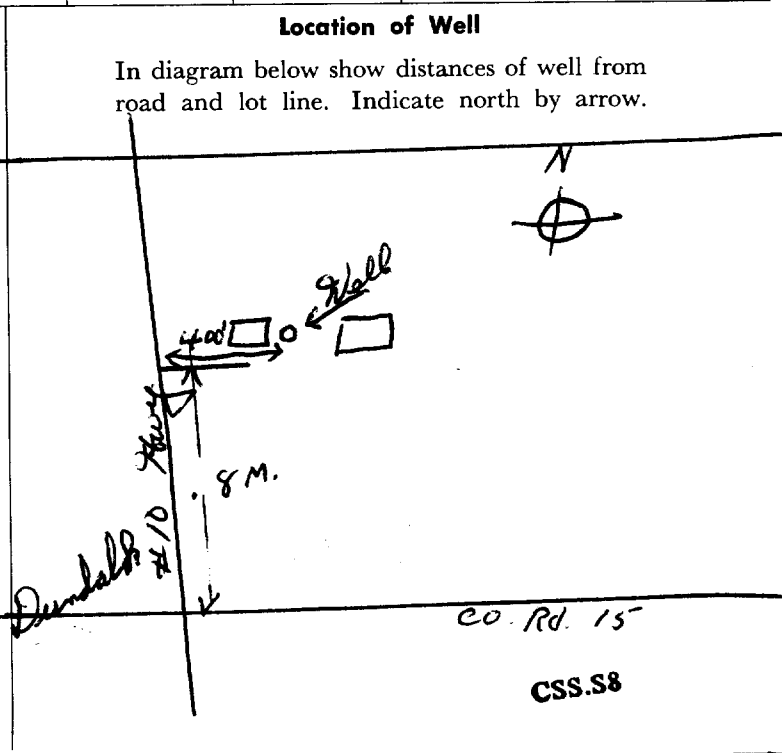 Location of Well
In diagram below show distances of well from
road and lot line. Indicate north by arrow.
N
Well
400'
#10 Hwy
.8 M.
Dundalk
CO. Rd. 15
CSS.S8